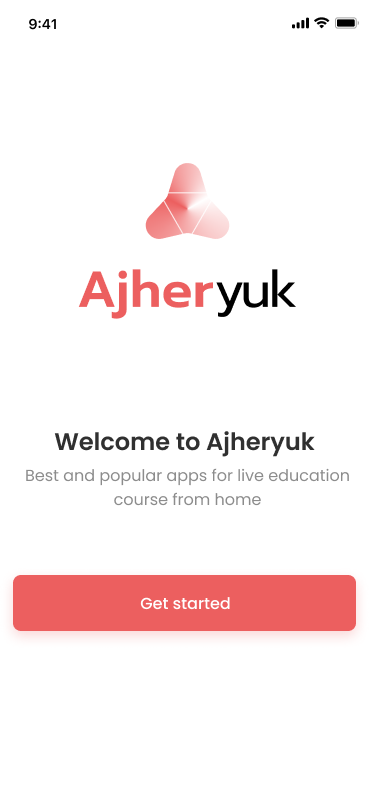 9:41
Ajheryuk
Welcome to Ajheryuk
Best and popular apps for live education
course from home
Get started